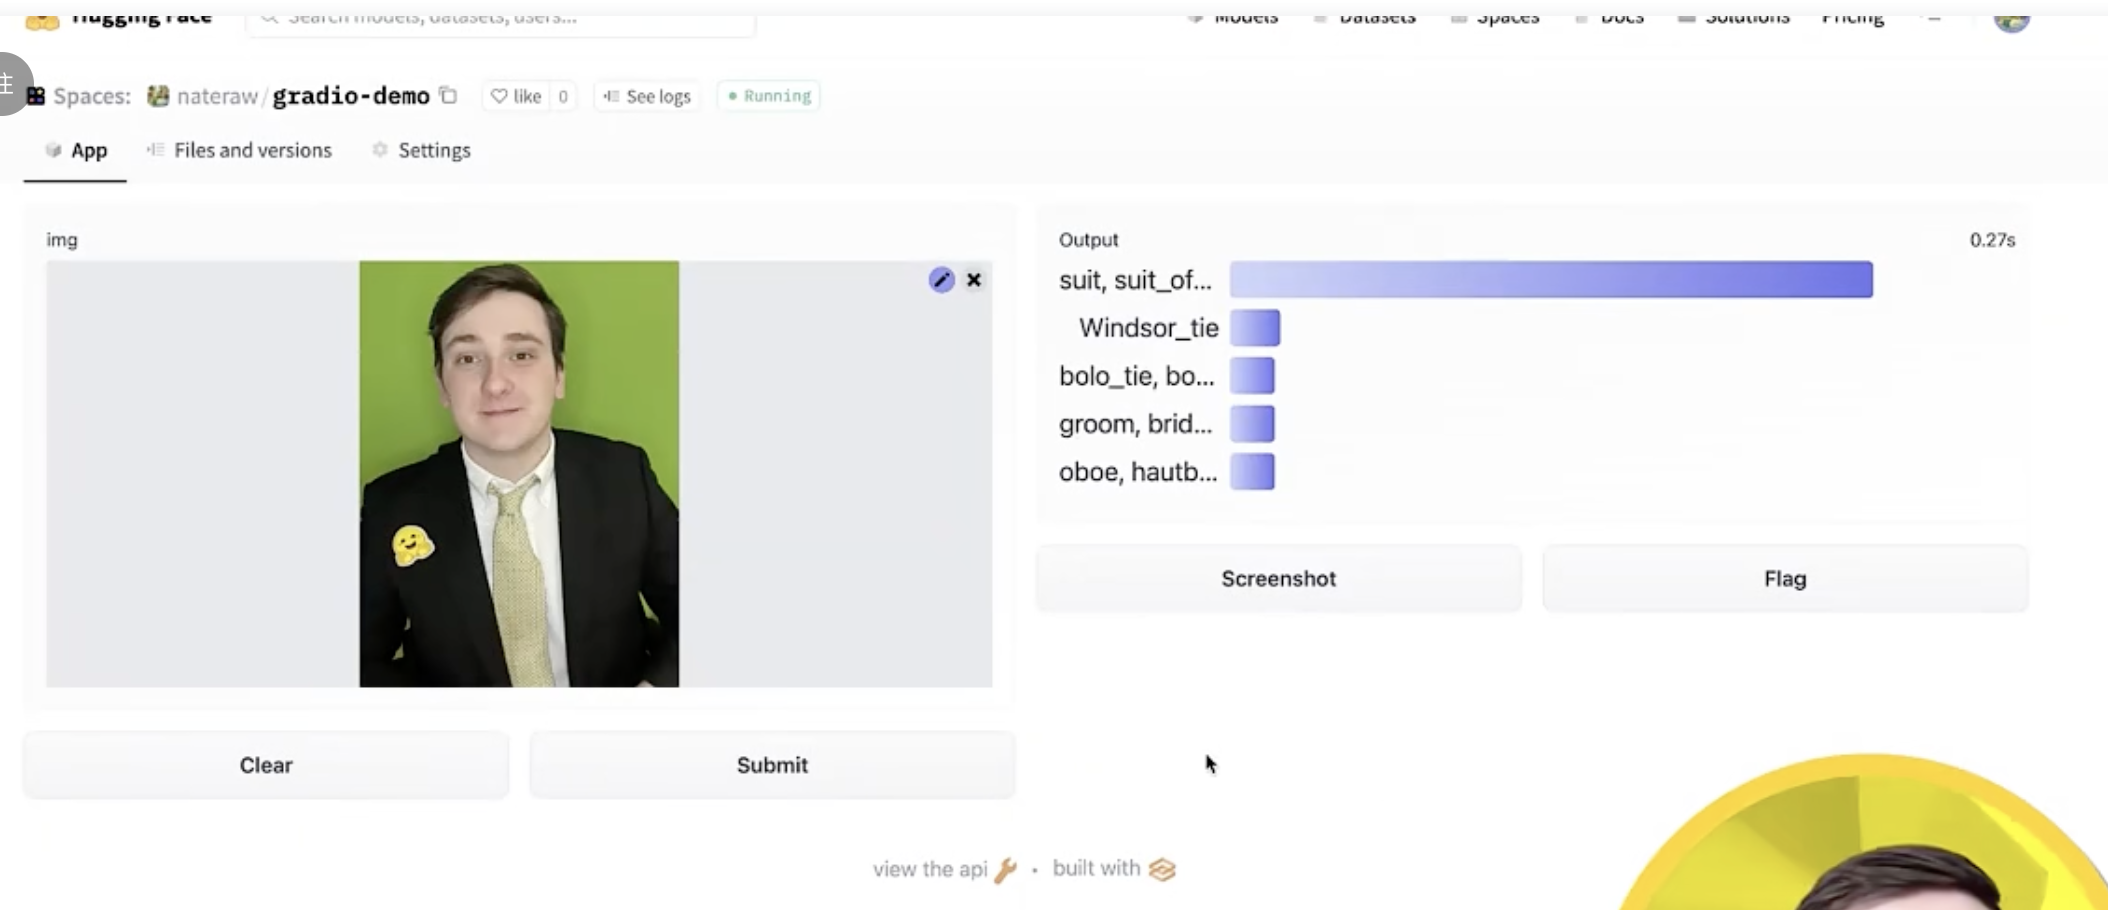 Hugging Face
Search models, datasets, users...
Models
Datasets
Spaces
Docs
Solutions
Pricing
注
Spaces:
nateraw/gradio-demo
like 0
See logs
Running
App
Files and versions
Settings
img
Output 0.27s
suit, suit_of...
Windsor_tie
bolo_tie, bo...
groom, brid...
oboe, hautb...
Screenshot
Flag
Clear
Submit
view the api · built with